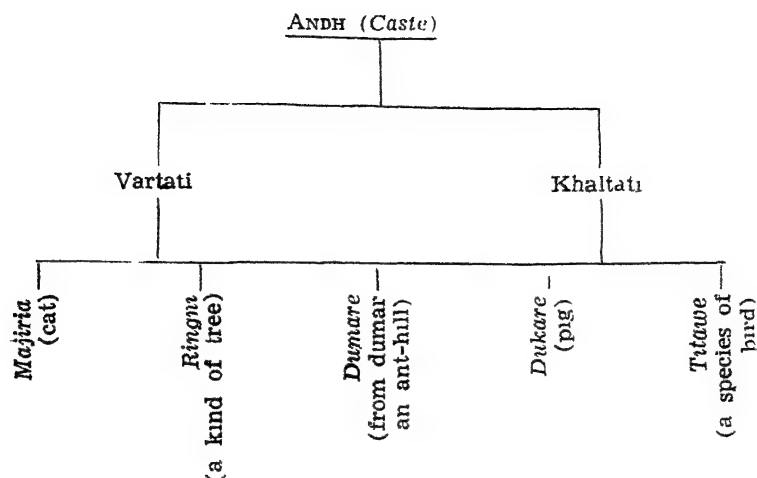 ANDH (Caste)
Vartati
Khaltati
Majiria
(cat)
Ringni
(a kind of tree)
Dumare
(from dumar
an ant-hill)
Dukare
(pig)
Titawe
(a species of
bird)